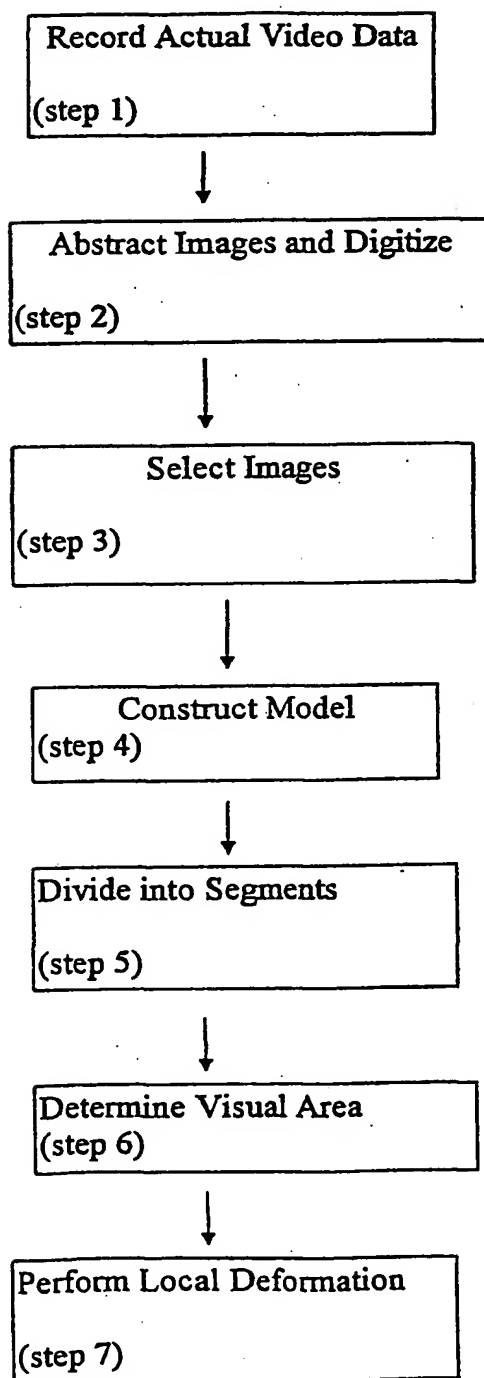 Record Actual Video Data
(step 1)
Abstract Images and Digitize
(step 2)
Select Images
(step 3)
Construct Model
(step 4)
Divide into Segments
(step 5)
Determine Visual Area
(step 6)
Perform Local Deformation
(step 7)